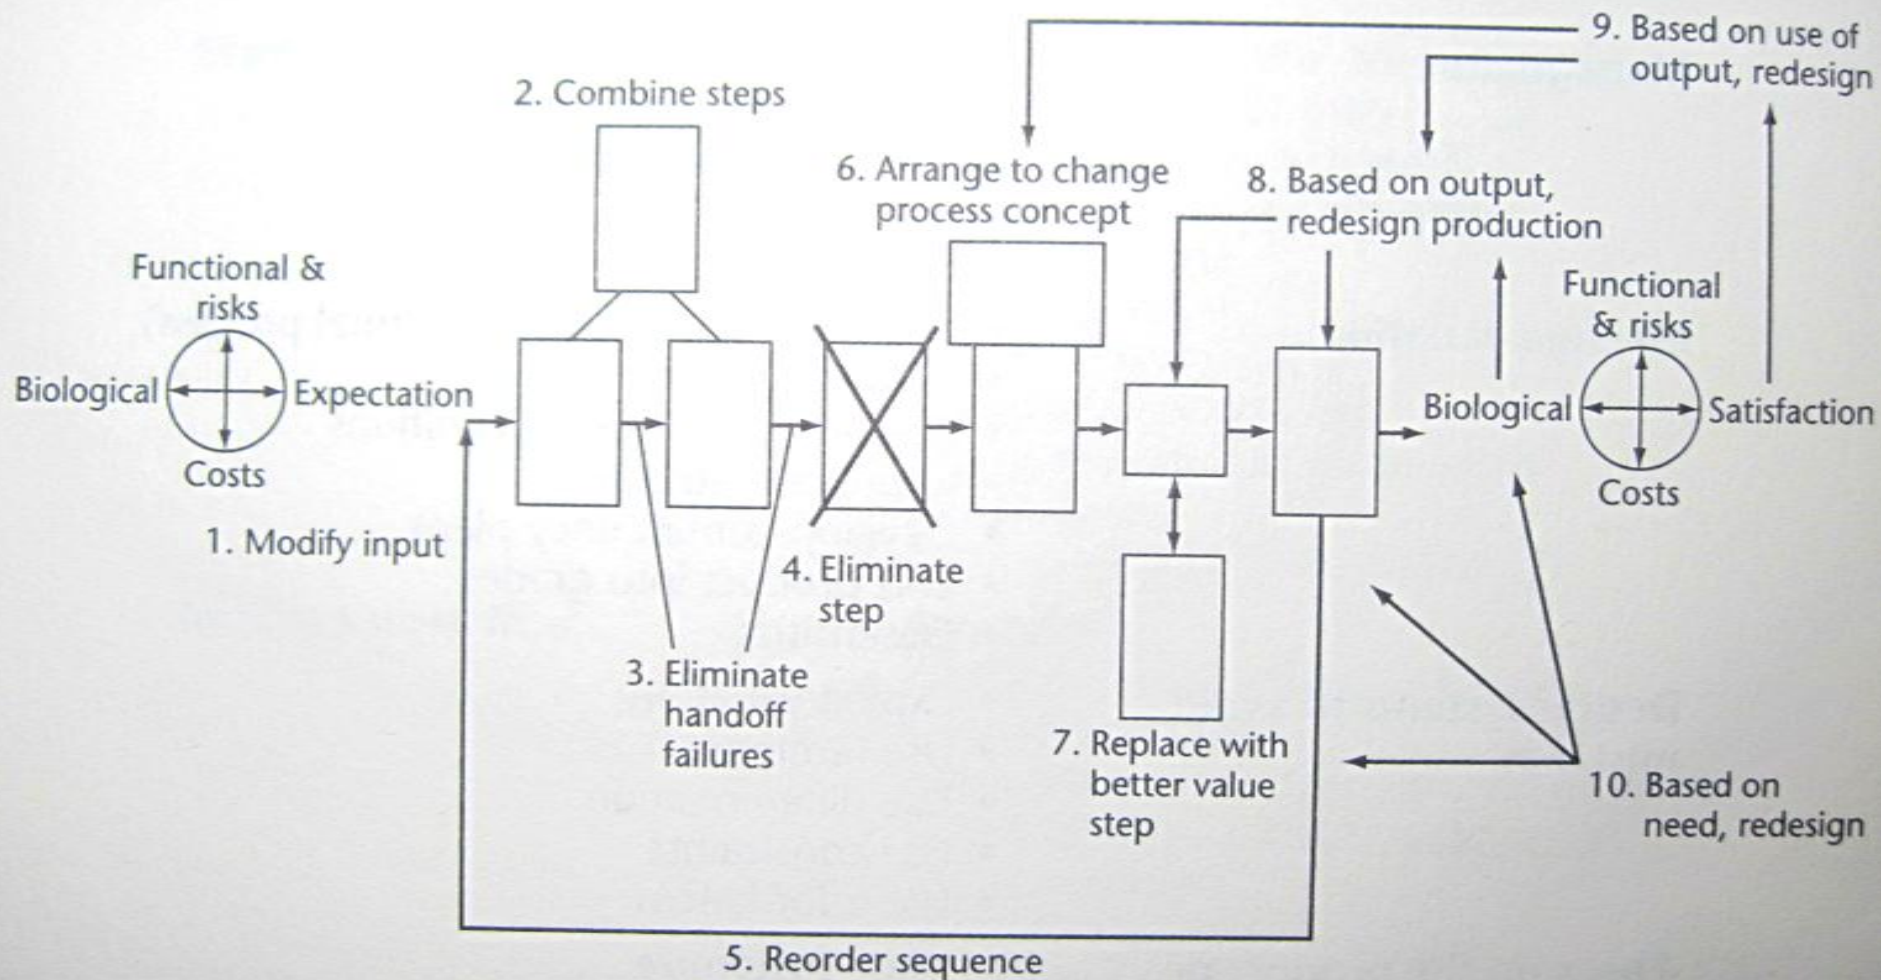 9. Based on use of
output, redesign
2. Combine steps
6. Arrange to change
process concept
8. Based on output,
redesign production
Functional &
risks
Biological
Expectation
Costs
Functional
& risks
Biological
Satisfaction
Costs
1. Modify input
4. Eliminate
step
3. Eliminate
handoff
failures
7. Replace with
better value
step
10. Based on
need, redesign
5. Reorder sequence